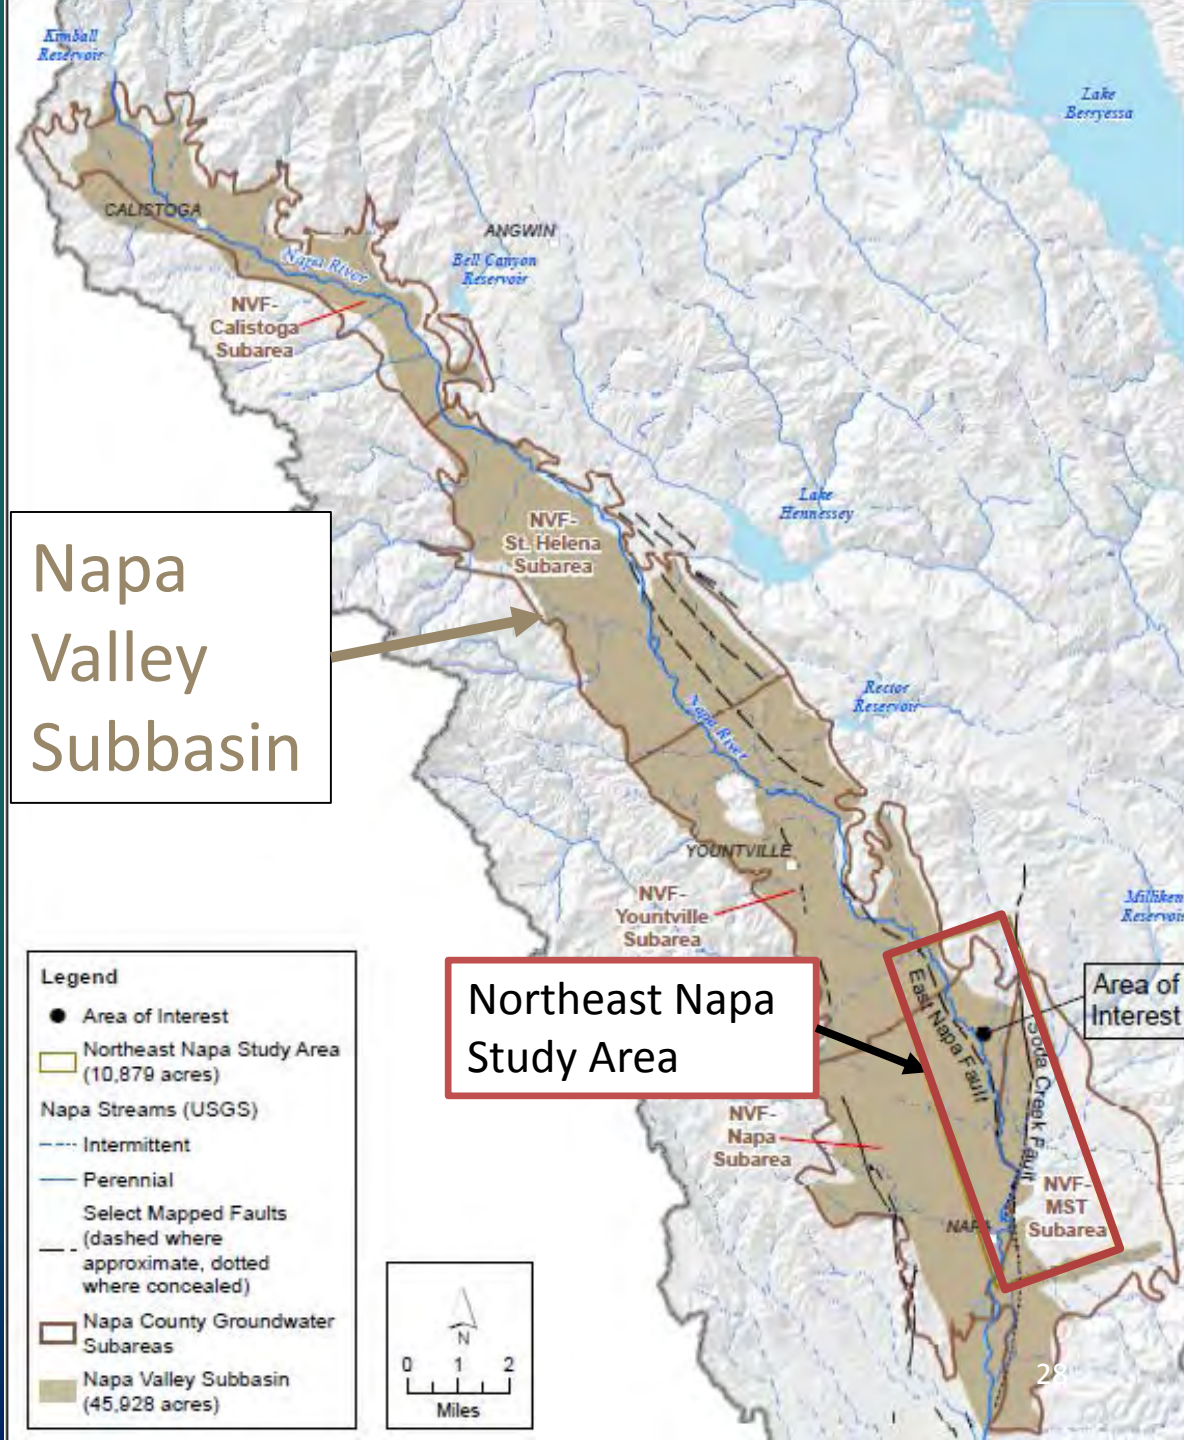 Kimball
Reservoir
Lake
Berryessa
CALISTOGA
ANGWIN
Napa River
Bell Canyon
Reservoir
NVF-
Calistoga
Subarea
Lake
Hennessey
NVF-
St. Helena
Subarea
Napa
Valley
Subbasin
Rector
Reservoir
Napa River
YOUNTVILLE
NVF-
Yountville
Subarea
Milliken
Reservoir
Northeast Napa
Study Area
East Napa Fault
Soda Creek Fault
Area of
Interest
NVF-
Napa
Subarea
NVF-
MST
Subarea
NAPA
Legend
Area of Interest
Northeast Napa Study Area
(10,879 acres)
Napa Streams (USGS)
Intermittent
Perennial
Select Mapped Faults
(dashed where
approximate, dotted
where concealed)
Napa County Groundwater
Subareas
Napa Valley Subbasin
(45,928 acres)
N
0 1 2
Miles
28